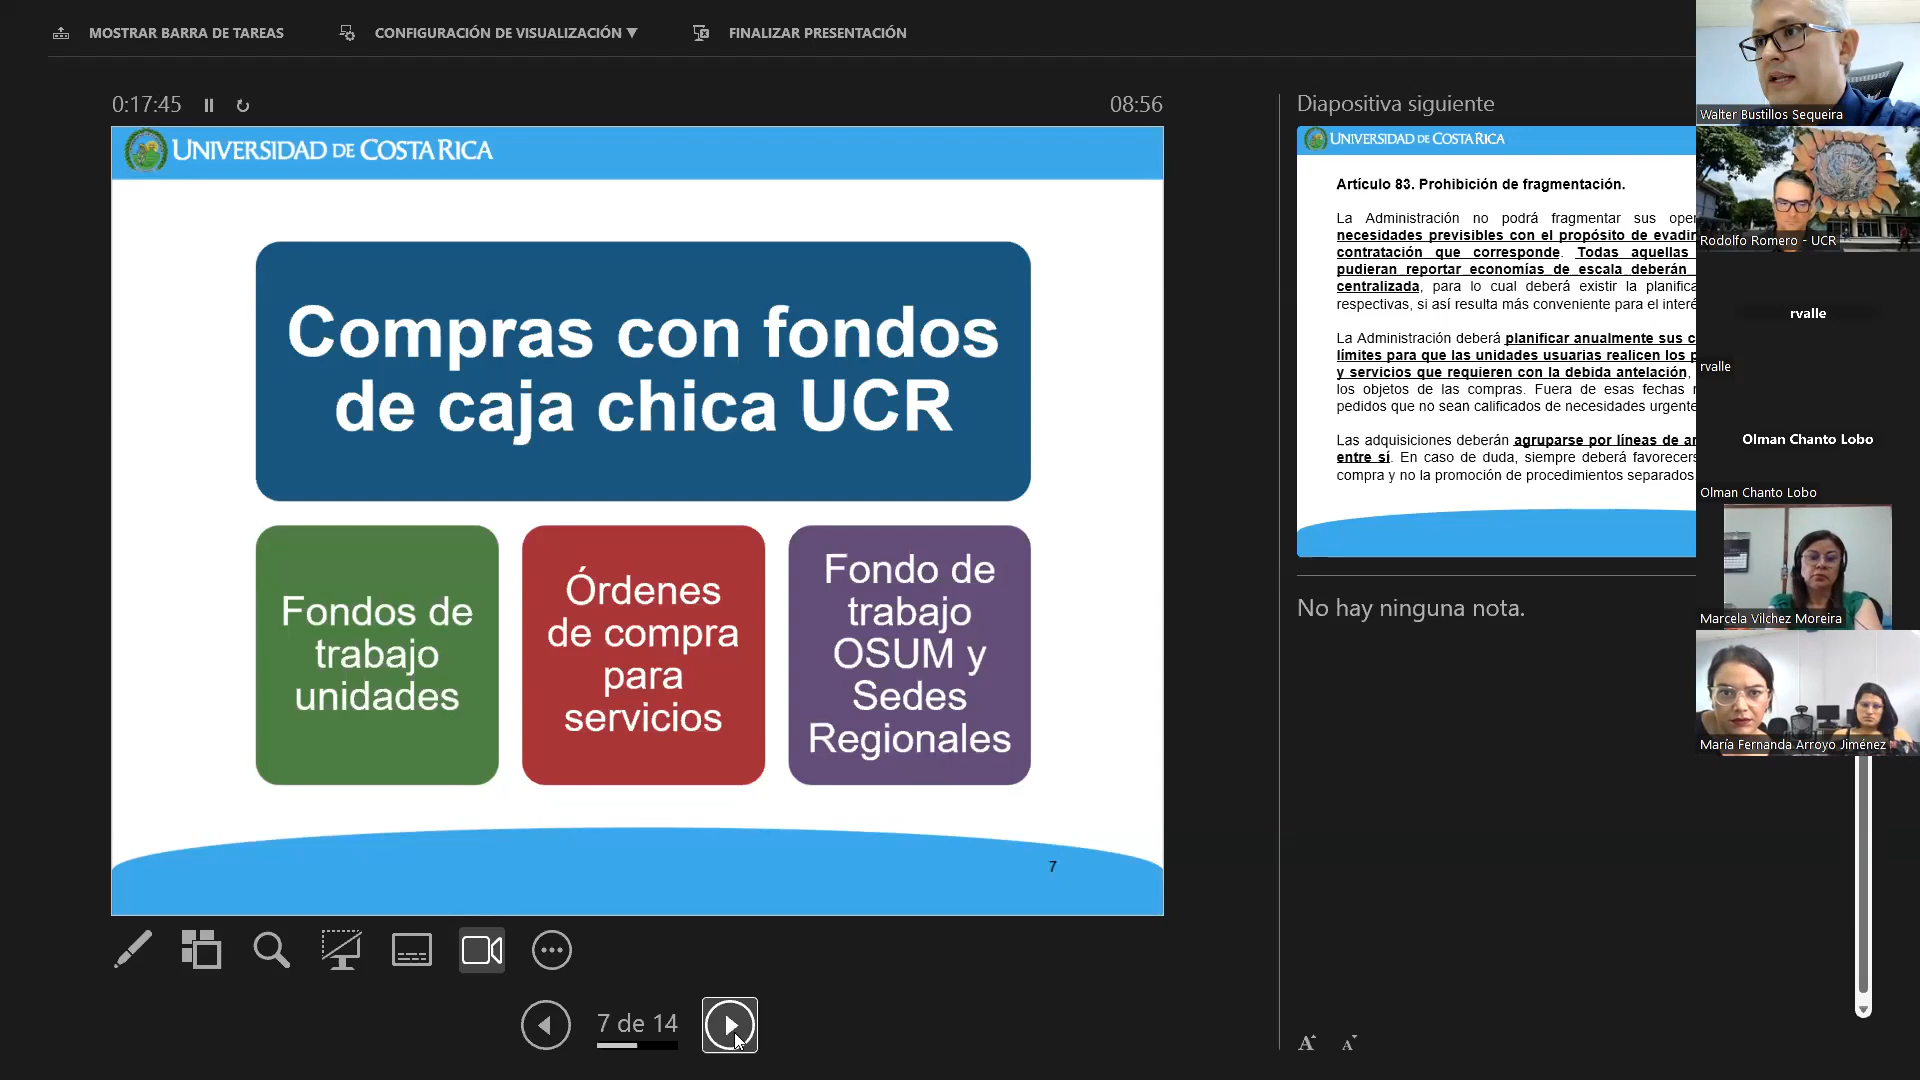 MOSTRAR BARRA DE TAREAS
CONFIGURACIÓN DE VISUALIZACIÓN ▼
FINALIZAR PRESENTACIÓN
0:17:45
08:56
UNIVERSIDAD DE COSTA RICA
Compras con fondos
de caja chica UCR
Fondos de
trabajo
unidades
Órdenes
de compra
para
servicios
Fondo de
trabajo
OSUM y
Sedes
Regionales
7
7 de 14
Diapositiva siguiente
UNIVERSIDAD DE COSTA RICA
Artículo 83. Prohibición de fragmentación.
La Administración no podrá fragmentar sus
necesidades previsibles con el propósito de
contratación que corresponde. Todas aquellas
pudieran reportar economías de escala deberán
centralizada, para lo cual deberá existir la
respectivas, si así resulta más conveniente para el
La Administración deberá planificar anualmente sus
límites para que las unidades usuarias realicen los
y servicios que requieren con la debida antelación,
los objetos de las compras. Fuera de esas fechas
pedidos que no sean calificados de necesidades
Las adquisiciones deberán agruparse por líneas de
entre sí. En caso de duda, siempre deberá
compra y no la promoción de procedimientos separados
No hay ninguna nota.
A A
Walter Bustillos Sequeira
Rodolfo Romero - UCR
rvalle
rvalle
Olman Chanto Lobo
Olman Chanto Lobo
Marcela Vilchez Moreira
María Fernanda Arroyo Jiménez